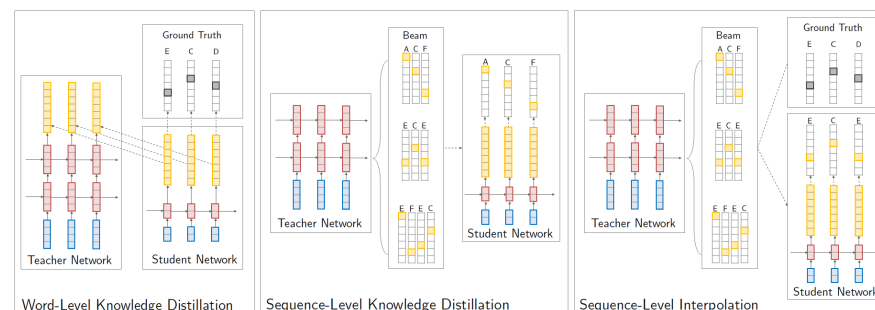 Ground Truth
E C D
Teacher Network
Student Network
Word-Level Knowledge Distillation
Beam
A C F
E C E
E F E C
Teacher Network
A C F
Student Network
Sequence-Level Knowledge Distillation
Beam
A C F
E C E
E F E C
Teacher Network
Ground Truth
E C D
E C E
Student Network
Sequence-Level Interpolation